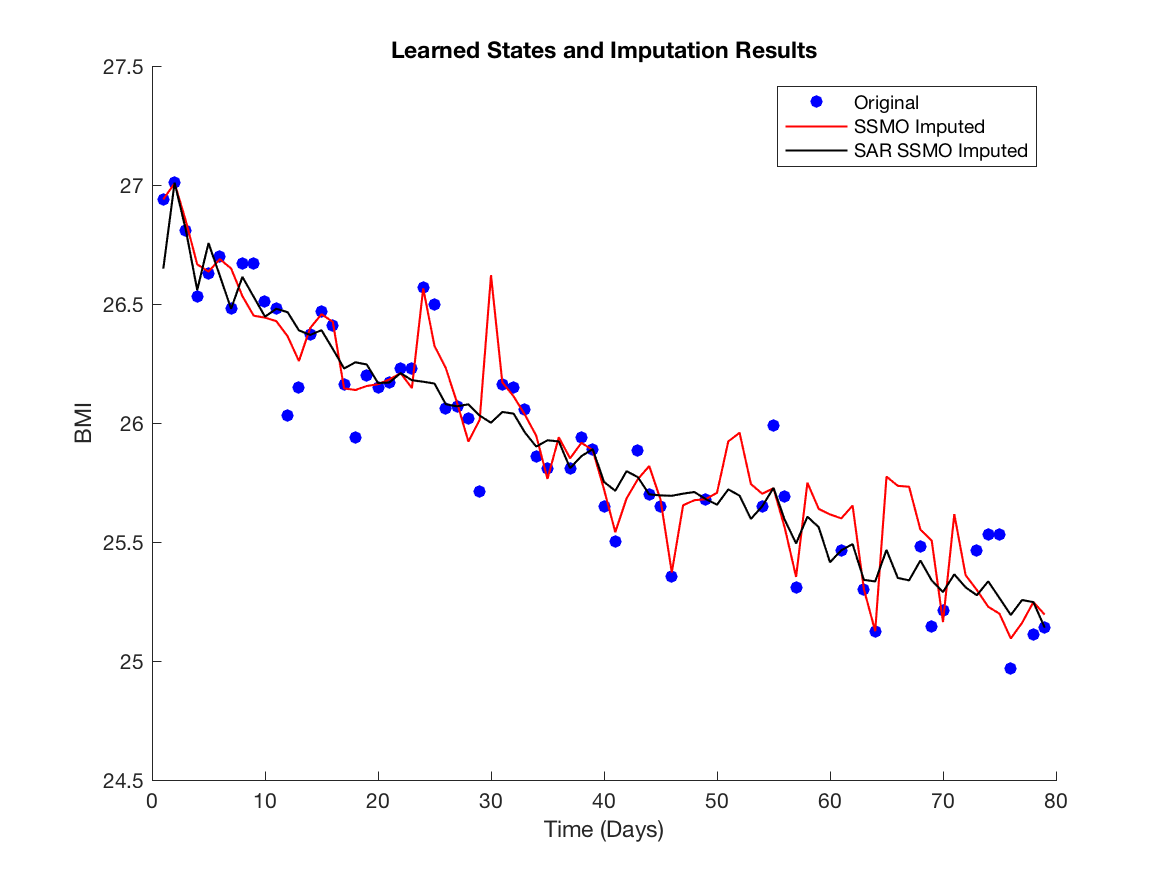 Learned States and Imputation Results
27.5
27
26.5
26
25.5
25
24.5
BMI
Original
SSMO Imputed
SAR SSMO Imputed
0 10 20 30 40 50 60 70 80
Time (Days)